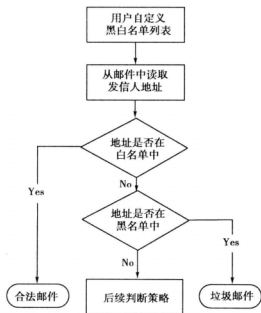 用户自定义
黑白名单列表
从邮件中读取
发信人地址
地址是否在
白名单中
Yes
No
地址是否在
黑名单中
Yes
No
合法邮件
后续判断策略
垃圾邮件